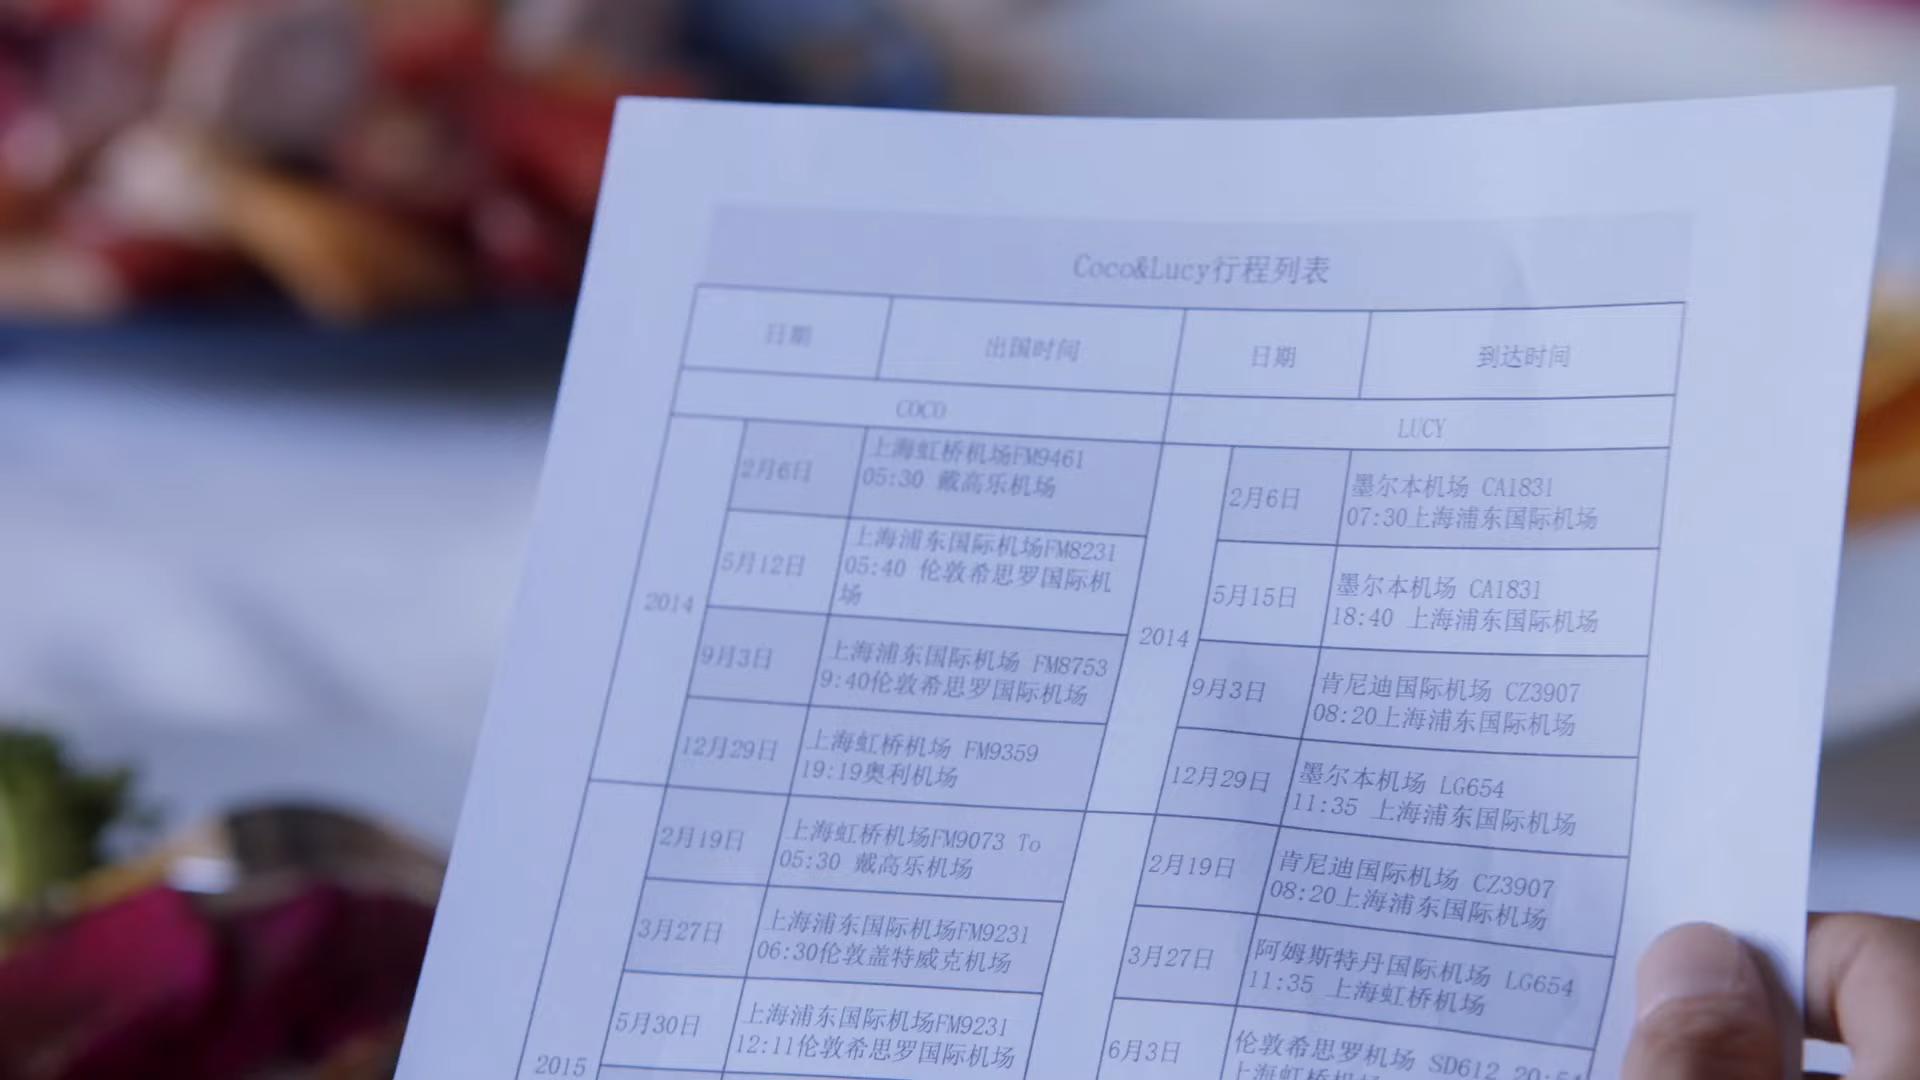 Coco&Lucy行程列表
日期 出国时间 日期 到达时间
COCO LUCY
2014
2月6日
上海虹桥机场FM9461
05:30 戴高乐机场
5月12日
上海浦东国际机场FM8231
05:40 伦敦希思罗国际机
场
9月3日
上海浦东国际机场 FM8753
9:40伦敦希思罗国际机场
12月29日
上海虹桥机场 FM9359
19:19奥利机场
2015
2月19日
上海虹桥机场FM9073 To
05:30 戴高乐机场
3月27日
上海浦东国际机场FM9231
06:30伦敦盖特威克机场
5月30日
上海浦东国际机场FM9231
12:11伦敦希思罗国际机场
2014
2月6日
墨尔本机场 CA1831
07:30上海浦东国际机场
5月15日
墨尔本机场 CA1831
18:40 上海浦东国际机场
9月3日
肯尼迪国际机场 CZ3907
08:20上海浦东国际机场
12月29日
墨尔本机场 LG654
11:35 上海浦东国际机场
2月19日
肯尼迪国际机场 CZ3907
08:20上海浦东国际机场
3月27日
阿姆斯特丹国际机场 LG654
11:35 上海虹桥机场
6月3日
伦敦希思罗机场 SD612 20:54
上海虹桥机场